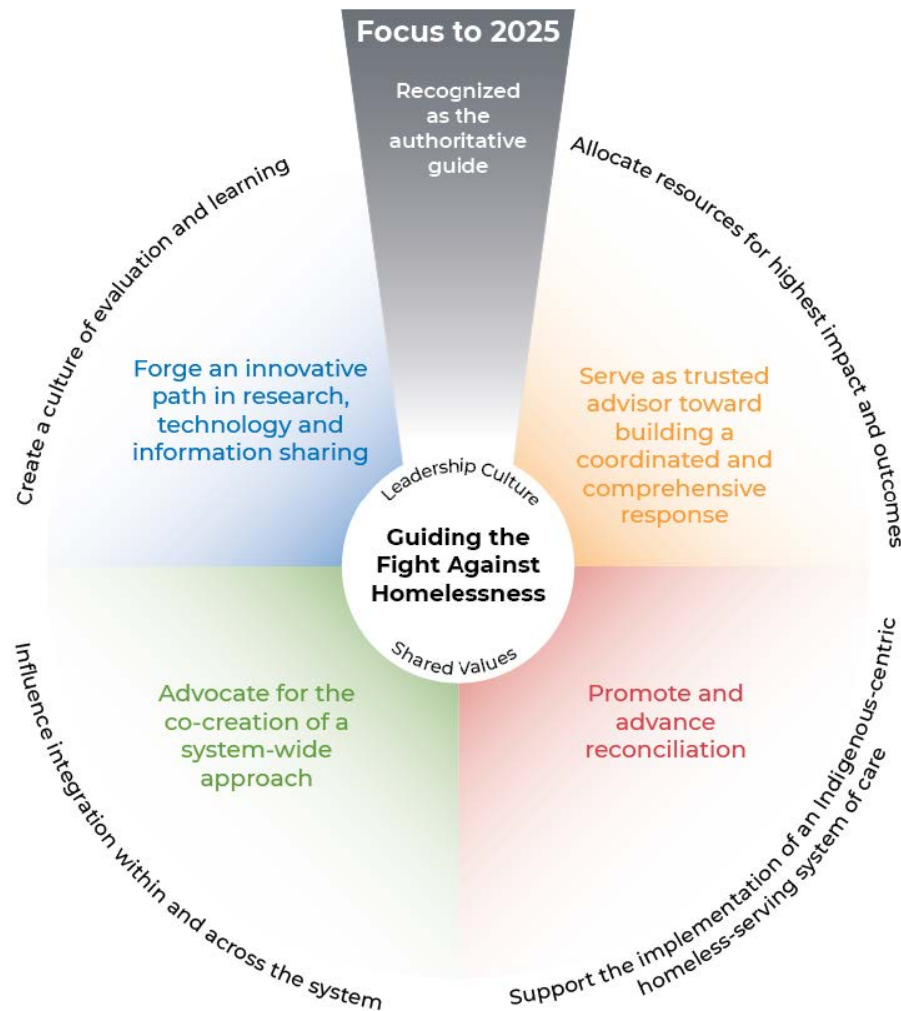 Focus to 2025
Recognized
as the
authoritative
guide
Create a culture of evaluation and learning
Allocate resources for highest impact and outcomes
Forge an innovative
path in research,
technology and
information sharing
Serve as trusted
advisor toward
building a
coordinated and
comprehensive
response
Leadership Culture
Guiding the
Fight Against
Homelessness
Shared Values
Advocate for the
co-creation of a
system-wide
approach
Promote and
advance
reconciliation
Influence integration within and across the system
Support the implementation of an Indigenous-centric
homeless-serving system of care